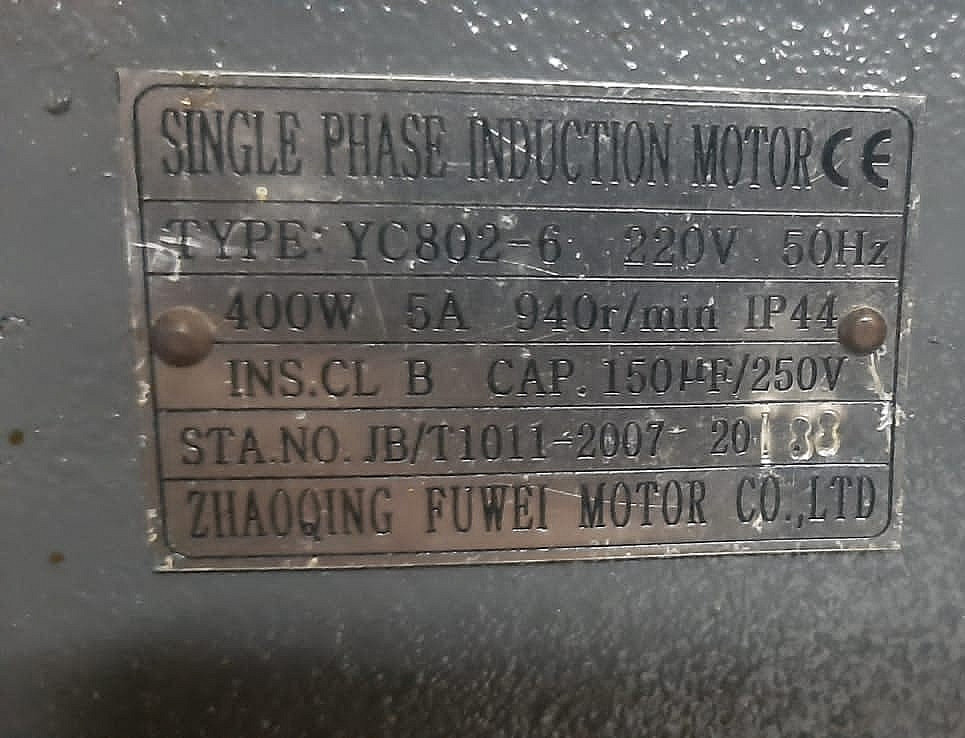 SINGLE PHASE INDUCTION MOTOR CE
TYPE: YC802-6 220V 50Hz
400W 5A 940r/min IP44
INS.CL B CAP. 150μF/250V
STA.NO. JB/T1011-2007
ZHAOQING FUWEI MOTOR CO.,LTD